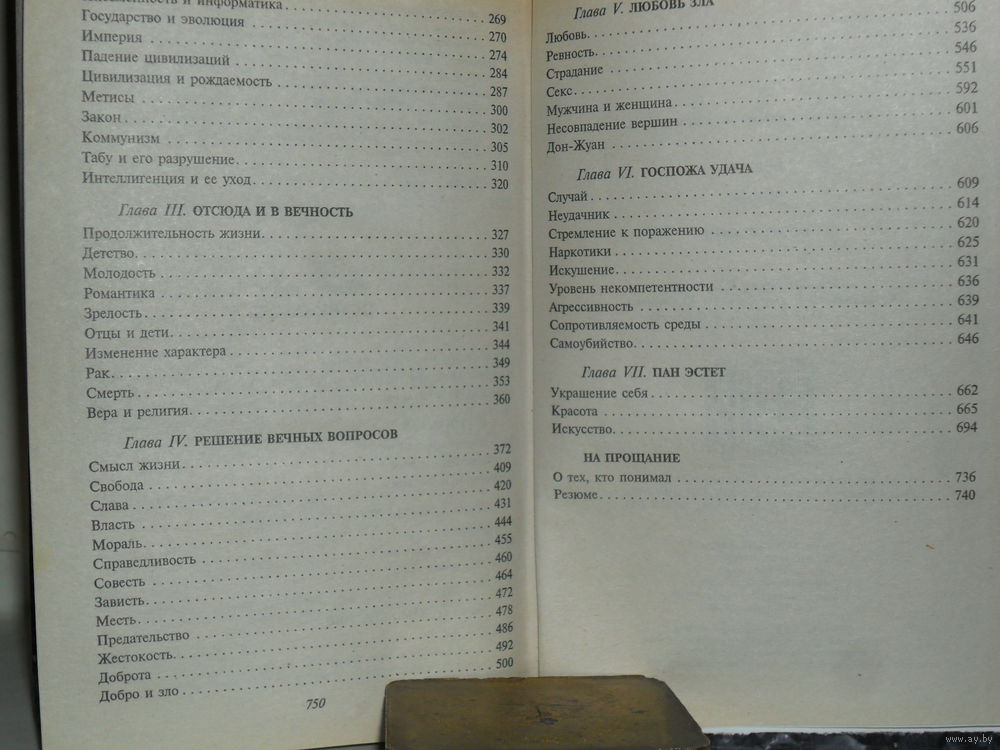 и информатика 269
Государство и эволюция 270
Империя 274
Падение цивилизаций 284
Цивилизация и рождаемость 287
Метисы 300
Закон 302
Коммунизм 305
Табу и его разрушение 310
Интеллигенция и ее уход 320
Глава III. ОТСЮДА И В ВЕЧНОСТЬ
Продолжительность жизни 327
Детство 330
Молодость 332
Романтика 337
Зрелость 339
Отцы и дети 341
Изменение характера 344
Рак 349
Смерть 353
Вера и религия 360
Глава IV. РЕШЕНИЕ ВЕЧНЫХ ВОПРОСОВ
Смысл жизни 372
Свобода 409
Слава 420
Власть 431
Мораль 444
Справедливость 455
Совесть 460
Зависть 464
Месть 472
Предательство 478
Жестокость 486
Доброта 492
Добро и зло 500
750
Глава V. ЛЮБОВЬ ЗЛА
Любовь 506
Ревность 536
Страдание 546
Секс 551
Мужчина и женщина 592
Несовпадение вершин 601
Дон-Жуан 606
Глава VI. ГОСПОЖА УДАЧА
Случай 609
Неудачник 614
Стремление к поражению 620
Наркотики 625
Искушение 631
Уровень некомпетентности 636
Агрессивность 639
Сопротивляемость среды 641
Самоубийство 646
Глава VII. ПАН ЭСТЕТ
Украшение себя 662
Красота 665
Искусство 694
НА ПРОЩАНИЕ
О тех, кто понимал 736
Резюме 740
www.ay.by